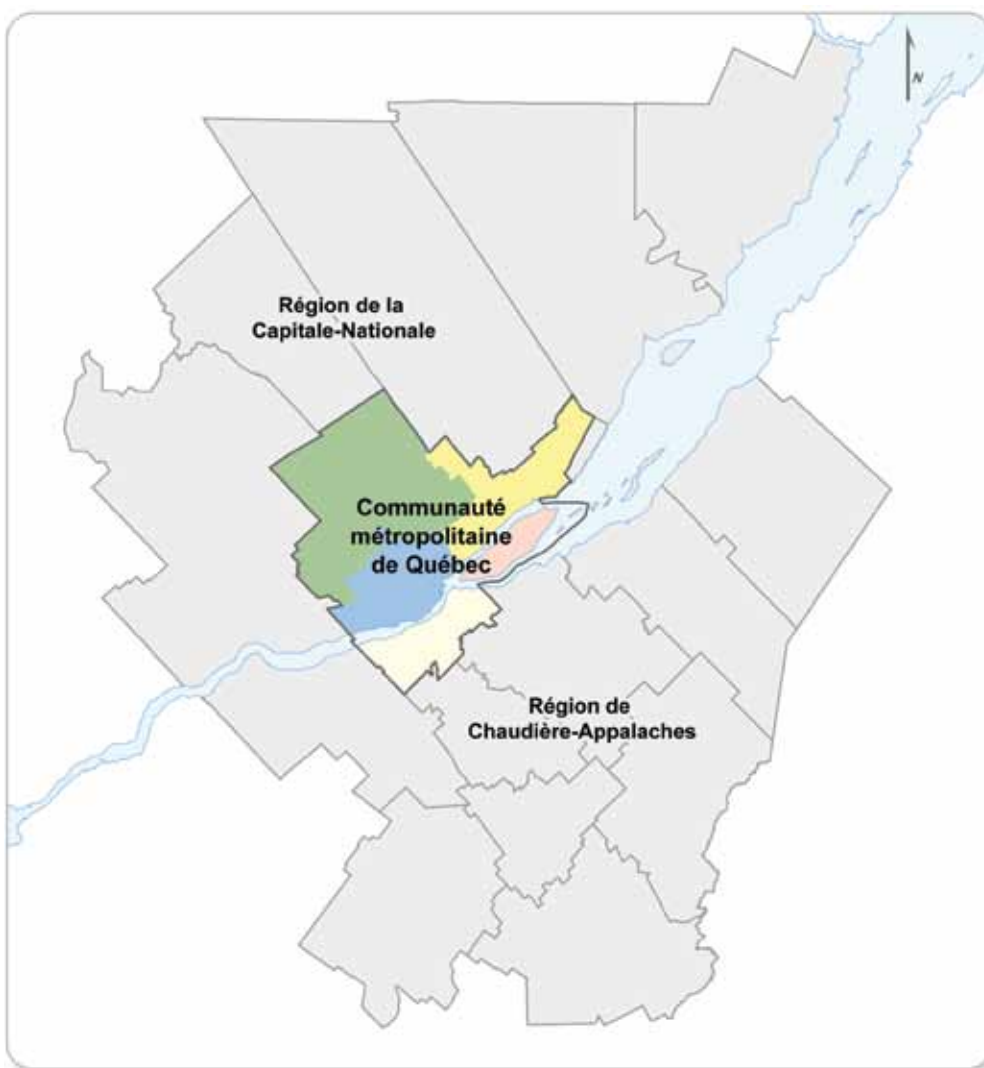 N
Région de la
Capitale-Nationale
Communauté
métropolitaine
de Québec
Région de
Chaudière-Appalaches